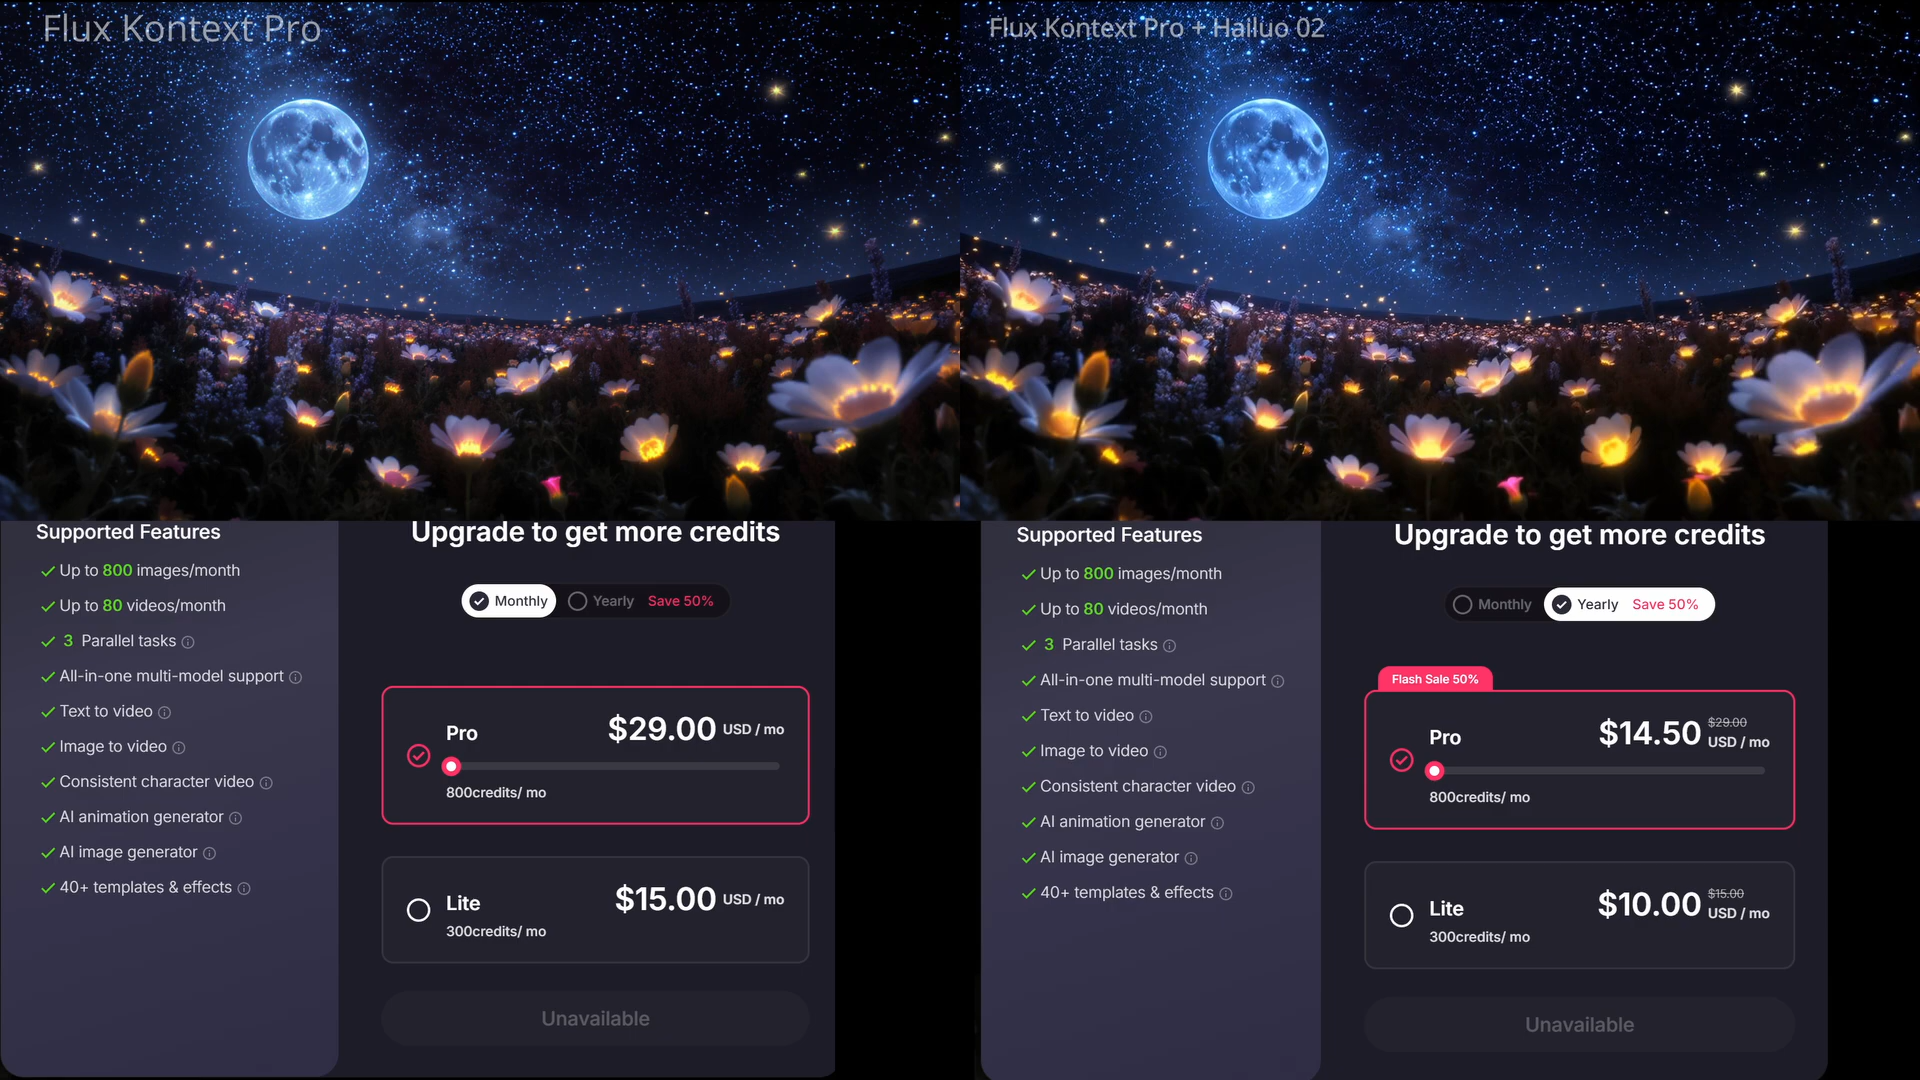 Flux Kontext Pro
Flux Kontext Pro + Hailuo 02
Supported Features
Up to 800 images/month
Up to 80 videos/month
3 Parallel tasks
All-in-one multi-model support
Text to video
Image to video
Consistent character video
AI animation generator
AI image generator
40+ templates & effects
Upgrade to get more credits
Monthly Yearly Save 50%
Pro $29.00 USD / mo
800credits/ mo
Lite $15.00 USD / mo
300credits/ mo
Unavailable
Supported Features
Up to 800 images/month
Up to 80 videos/month
3 Parallel tasks
All-in-one multi-model support
Text to video
Image to video
Consistent character video
AI animation generator
AI image generator
40+ templates & effects
Upgrade to get more credits
Monthly Yearly Save 50%
Flash Sale 50%
Pro $14.50 $29.00 USD / mo
800credits/ mo
Lite $10.00 $15.00 USD / mo
300credits/ mo
Unavailable